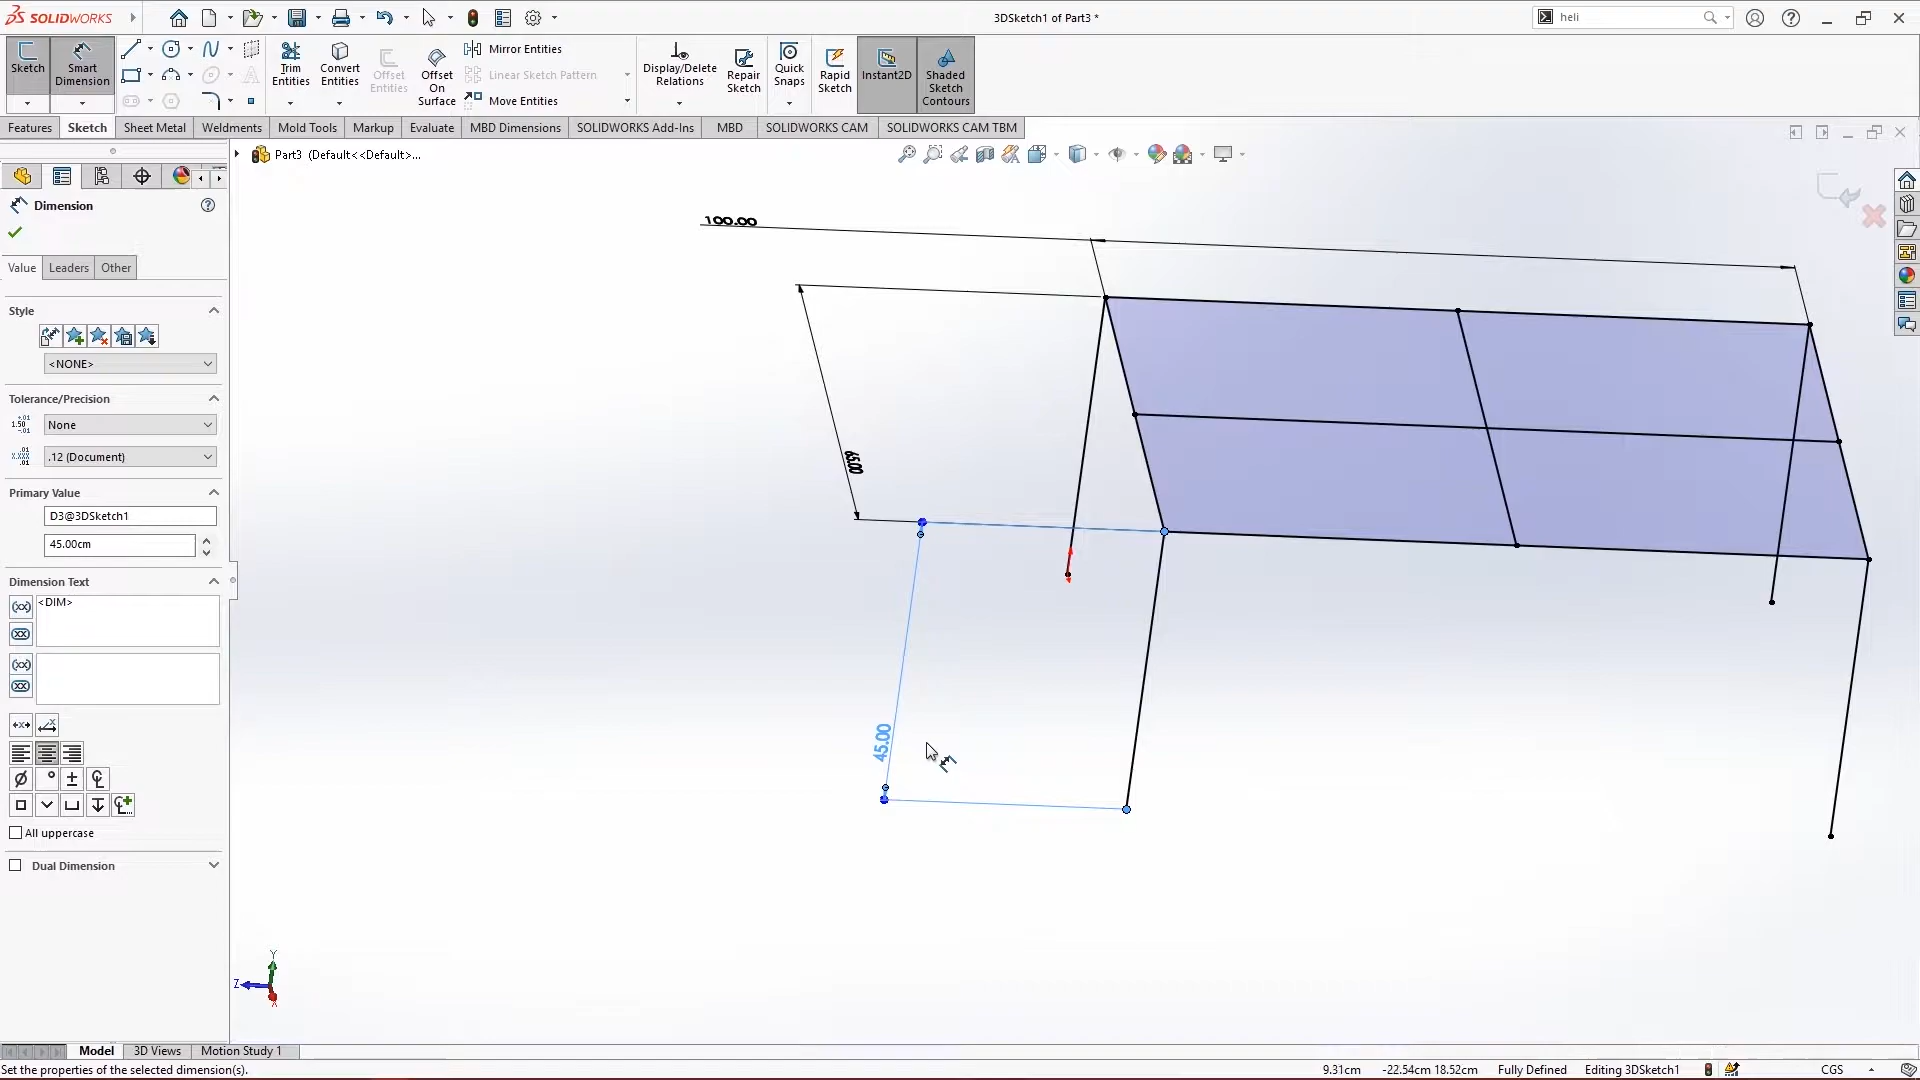 SOLIDWORKS
3DSketch1 of Part3 *
heli
Sketch
Smart
Dimension
Trim
Entities
Convert
Entities
Offset
Entities
Offset
On
Surface
Mirror Entities
Linear Sketch Pattern
Move Entities
Display/Delete
Relations
Repair
Sketch
Quick
Snaps
Rapid
Sketch
Instant2D
Shaded
Sketch
Contours
Features
Sketch
Sheet Metal
Weldments
Mold Tools
Markup
Evaluate
MBD Dimensions
SOLIDWORKS Add-Ins
MBD
SOLIDWORKS CAM
SOLIDWORKS CAM TBM
Part3 (Default<<Default>...
Dimension
Value
Leaders
Other
Style
<NONE>
Tolerance/Precision
None
.12 (Document)
Primary Value
D3@3DSketch1
45.00cm
Dimension Text
<DIM>
All uppercase
Dual Dimension
100.00
65.00
45.00
Y
Z
X
Model
3D Views
Motion Study 1
Set the properties of the selected dimension(s).
9.31cm
-22.54cm 18.52cm
Fully Defined
Editing 3DSketch1
CGS